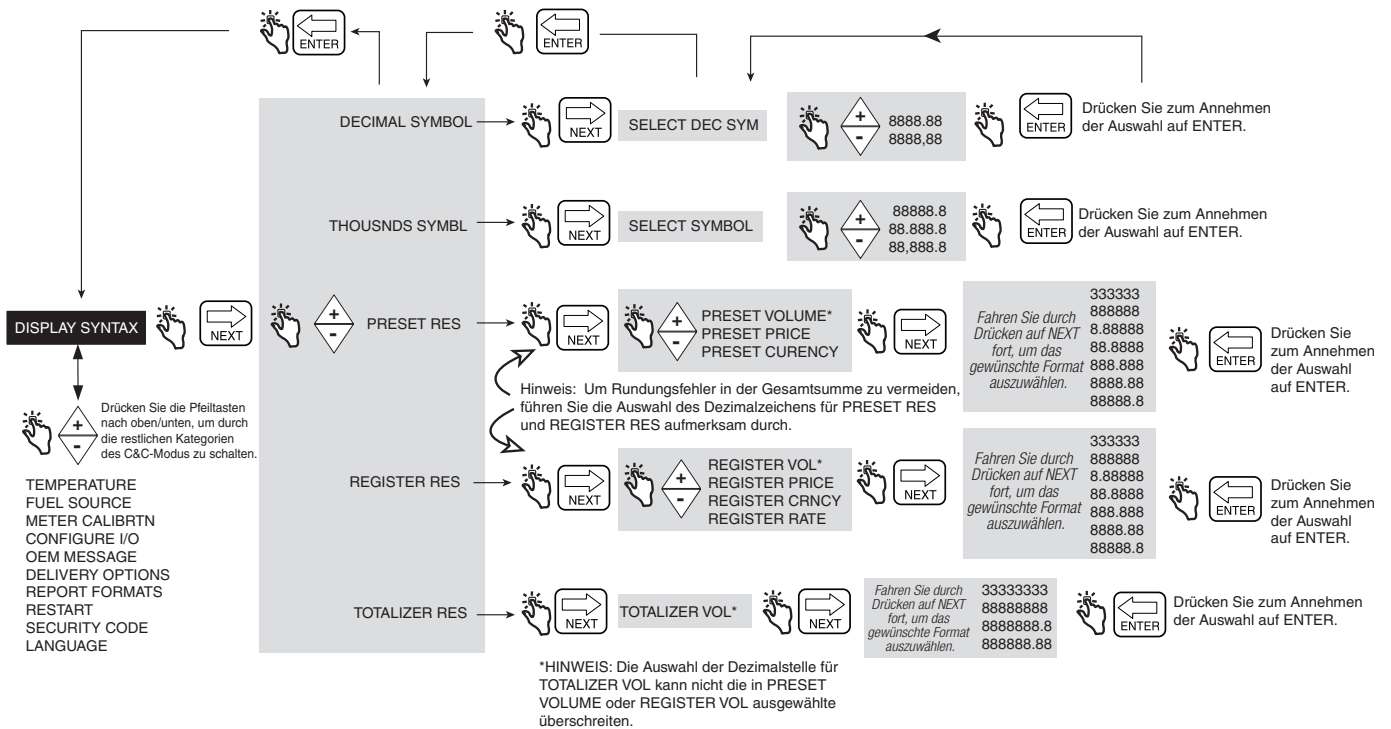 ENTER
ENTER
DECIMAL SYMBOL
NEXT
SELECT DEC SYM
+
-
8888.88
8888,88
ENTER
Drücken Sie zum Annehmen
der Auswahl auf ENTER.
THOUSNDS SYMBL
NEXT
SELECT SYMBOL
+
-
88888.8
88.888.8
88,888.8
ENTER
Drücken Sie zum Annehmen
der Auswahl auf ENTER.
DISPLAY SYNTAX
NEXT
+
-
PRESET RES
NEXT
+
-
PRESET VOLUME*
PRESET PRICE
PRESET CURENCY
NEXT
Fahren Sie durch
Drücken auf NEXT
fort, um das
gewünschte Format
auszuwählen.
333333
888888
8.88888
88.8888
888.888
8888.88
88888.8
ENTER
Drücken Sie
zum Annehmen
der Auswahl
auf ENTER.
Hinweis: Um Rundungsfehler in der Gesamtsumme zu vermeiden,
führen Sie die Auswahl des Dezimalzeichens für PRESET RES
und REGISTER RES aufmerksam durch.
+
-
Drücken Sie die Pfeiltasten
nach oben/unten, um durch
die restlichen Kategorien
des C&C-Modus zu schalten.
TEMPERATURE
FUEL SOURCE
METER CALIBRTN
CONFIGURE I/O
OEM MESSAGE
DELIVERY OPTIONS
REPORT FORMATS
RESTART
SECURITY CODE
LANGUAGE
REGISTER RES
NEXT
+
-
REGISTER VOL*
REGISTER PRICE
REGISTER CRNCY
REGISTER RATE
NEXT
Fahren Sie durch
Drücken auf NEXT
fort, um das
gewünschte Format
auszuwählen.
333333
888888
8.88888
88.8888
888.888
8888.88
88888.8
ENTER
Drücken Sie
zum Annehmen
der Auswahl
auf ENTER.
TOTALIZER RES
NEXT
TOTALIZER VOL*
NEXT
Fahren Sie durch
Drücken auf NEXT
fort, um das
gewünschte Format
auszuwählen.
33333333
88888888
8888888.8
888888.88
ENTER
Drücken Sie zum Annehmen
der Auswahl auf ENTER.
*HINWEIS: Die Auswahl der Dezimalstelle für
TOTALIZER VOL kann nicht die in PRESET
VOLUME oder REGISTER VOL ausgewählte
überschreiten.